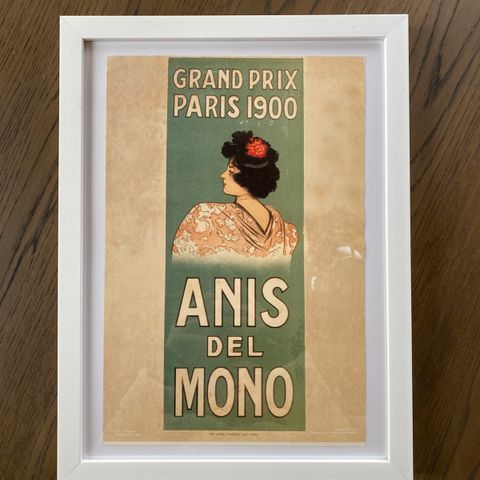 GRAND PRIX
PARIS 1900
ANIS
DEL
MONO